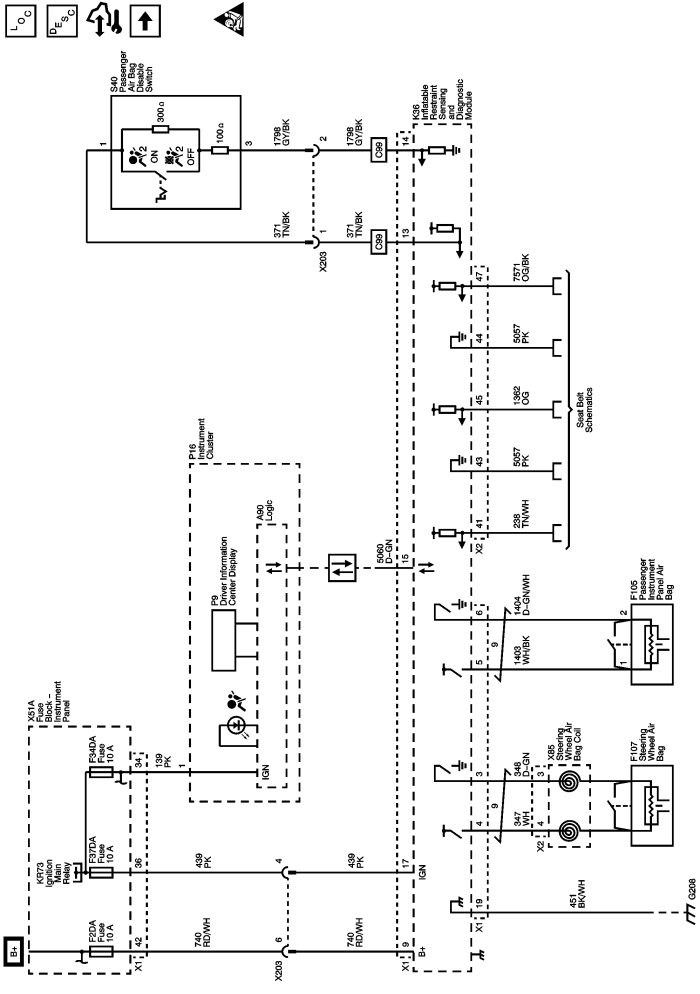 LOC
DESC
S40
Passenger
Air Bag
Disable
Switch
1
300 Ω
2
ON
2
OFF
100 Ω
3
1798
GY/BK
2
1798
GY/BK
C99
14
K36
Inflatable
Restraint
Sensing
and
Diagnostic
Module
371
TN/BK
1
X203
371
TN/BK
C99
13
47
7571
OG/BK
44
5057
PK
45
1362
OG
43
5057
PK
41
X2
238
TN/WH
Seat Belt
Schematics
P16
Instrument
Cluster
A90
Logic
P9
Driver Information
Center Display
IGN
5060
D-GN
15
6
1404
D-GN/WH
5
1403
WH/BK
9
2
1
F105
Passenger
Instrument
Panel Air
Bag
X51A
Fuse
Block –
Instrument
Panel
F34DA
Fuse
10 A
34
139
PK
1
KR73
Ignition
Main
Relay
F37DA
Fuse
10 A
36
439
PK
4
439
PK
17
IGN
B+
F2DA
Fuse
10 A
42
X1
740
RD/WH
6
X203
740
RD/WH
9
X1
B+
3
348
D-GN
4
347
WH
9
3
4
X2
X85
Steering
Wheel Air
Bag Coil
F107
Steering
Wheel Air
Bag
19
X1
451
BK/WH
G208